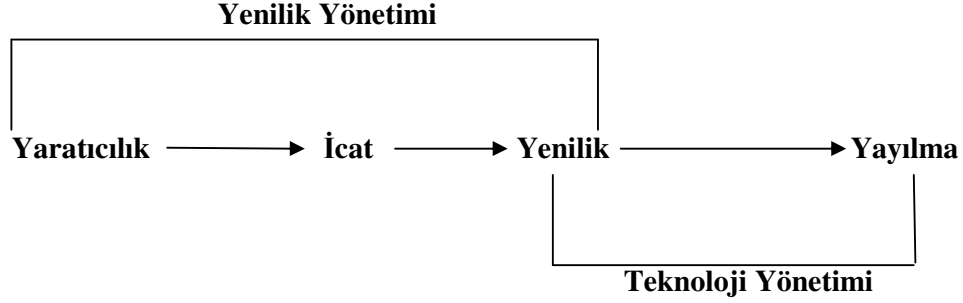 Yenilik Yönetimi
Yaratıcılık İcat Yenilik Yayılma
Teknoloji Yönetimi